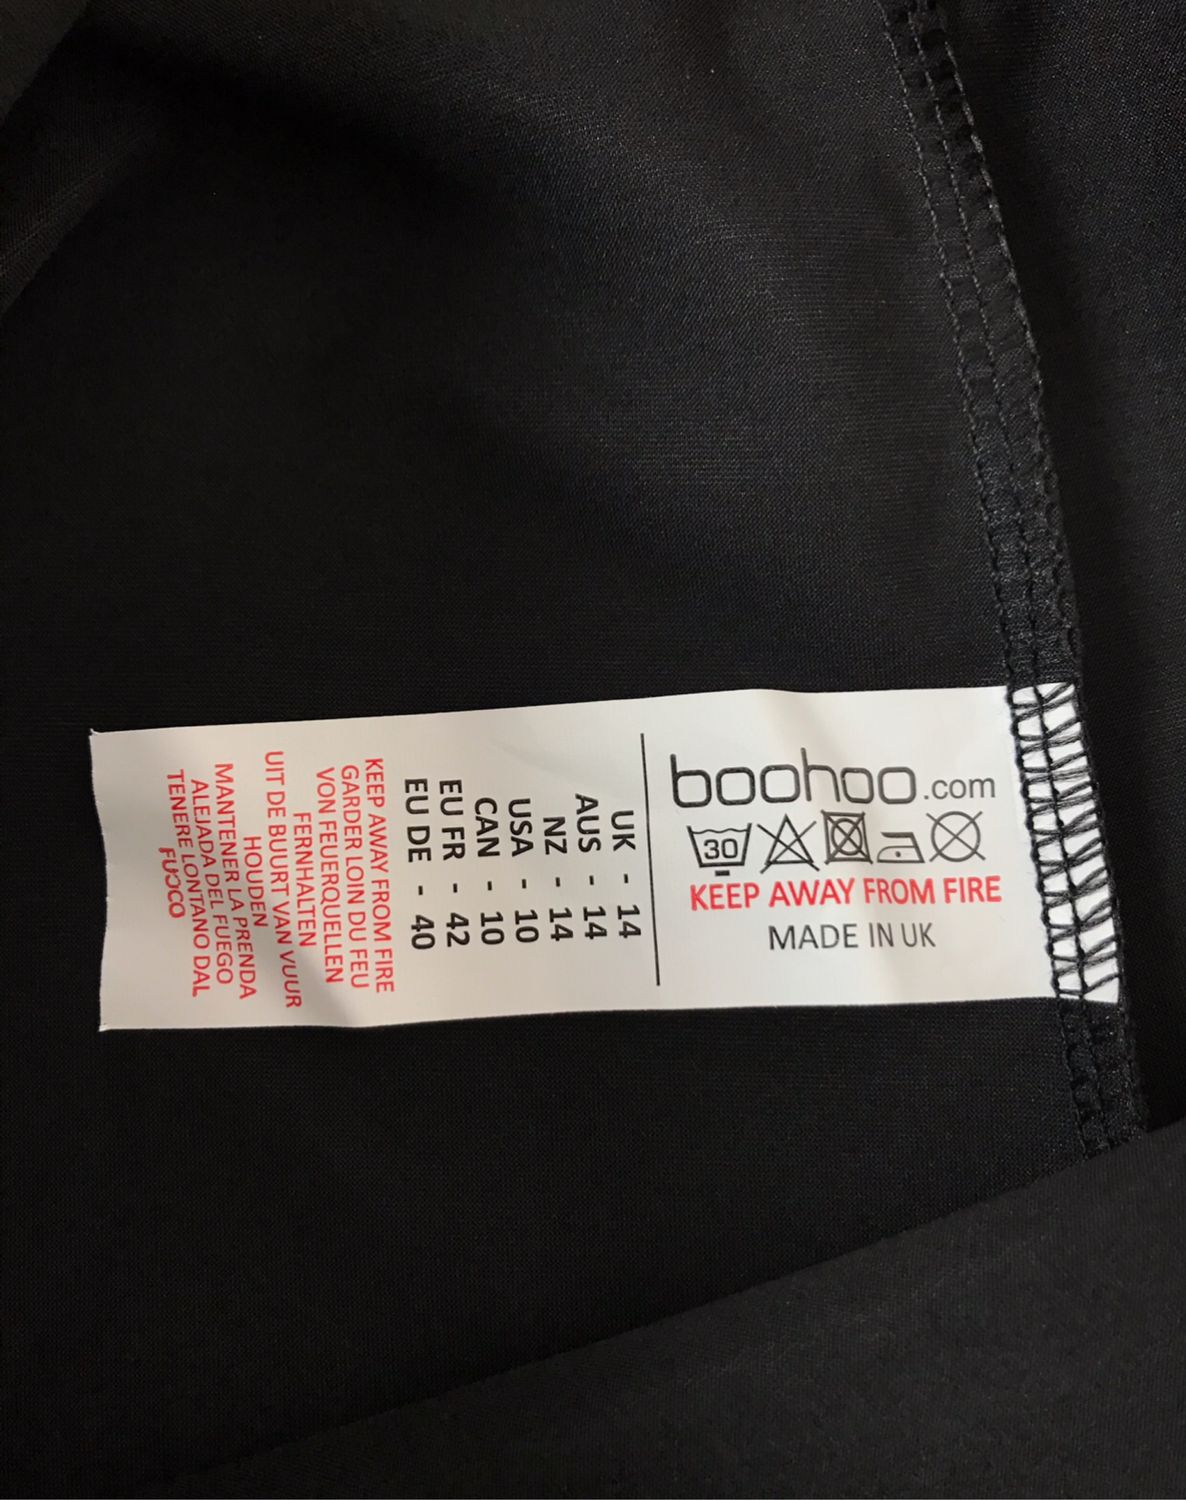 boohoo.com
30
KEEP AWAY FROM FIRE
MADE IN UK
UK - 14
AUS - 14
NZ - 14
USA - 10
CAN - 10
EU FR - 42
EU DE - 40
KEEP AWAY FROM FIRE
GARDER LOIN DU FEU
VON FEUERQUELLEN
FERNHALTEN
UIT DE BUURT VAN VUUR
HOUDEN
MANTENER LA PRENDA
ALEJADA DEL FUEGO
TENERE LONTANO DAL
FUOCO